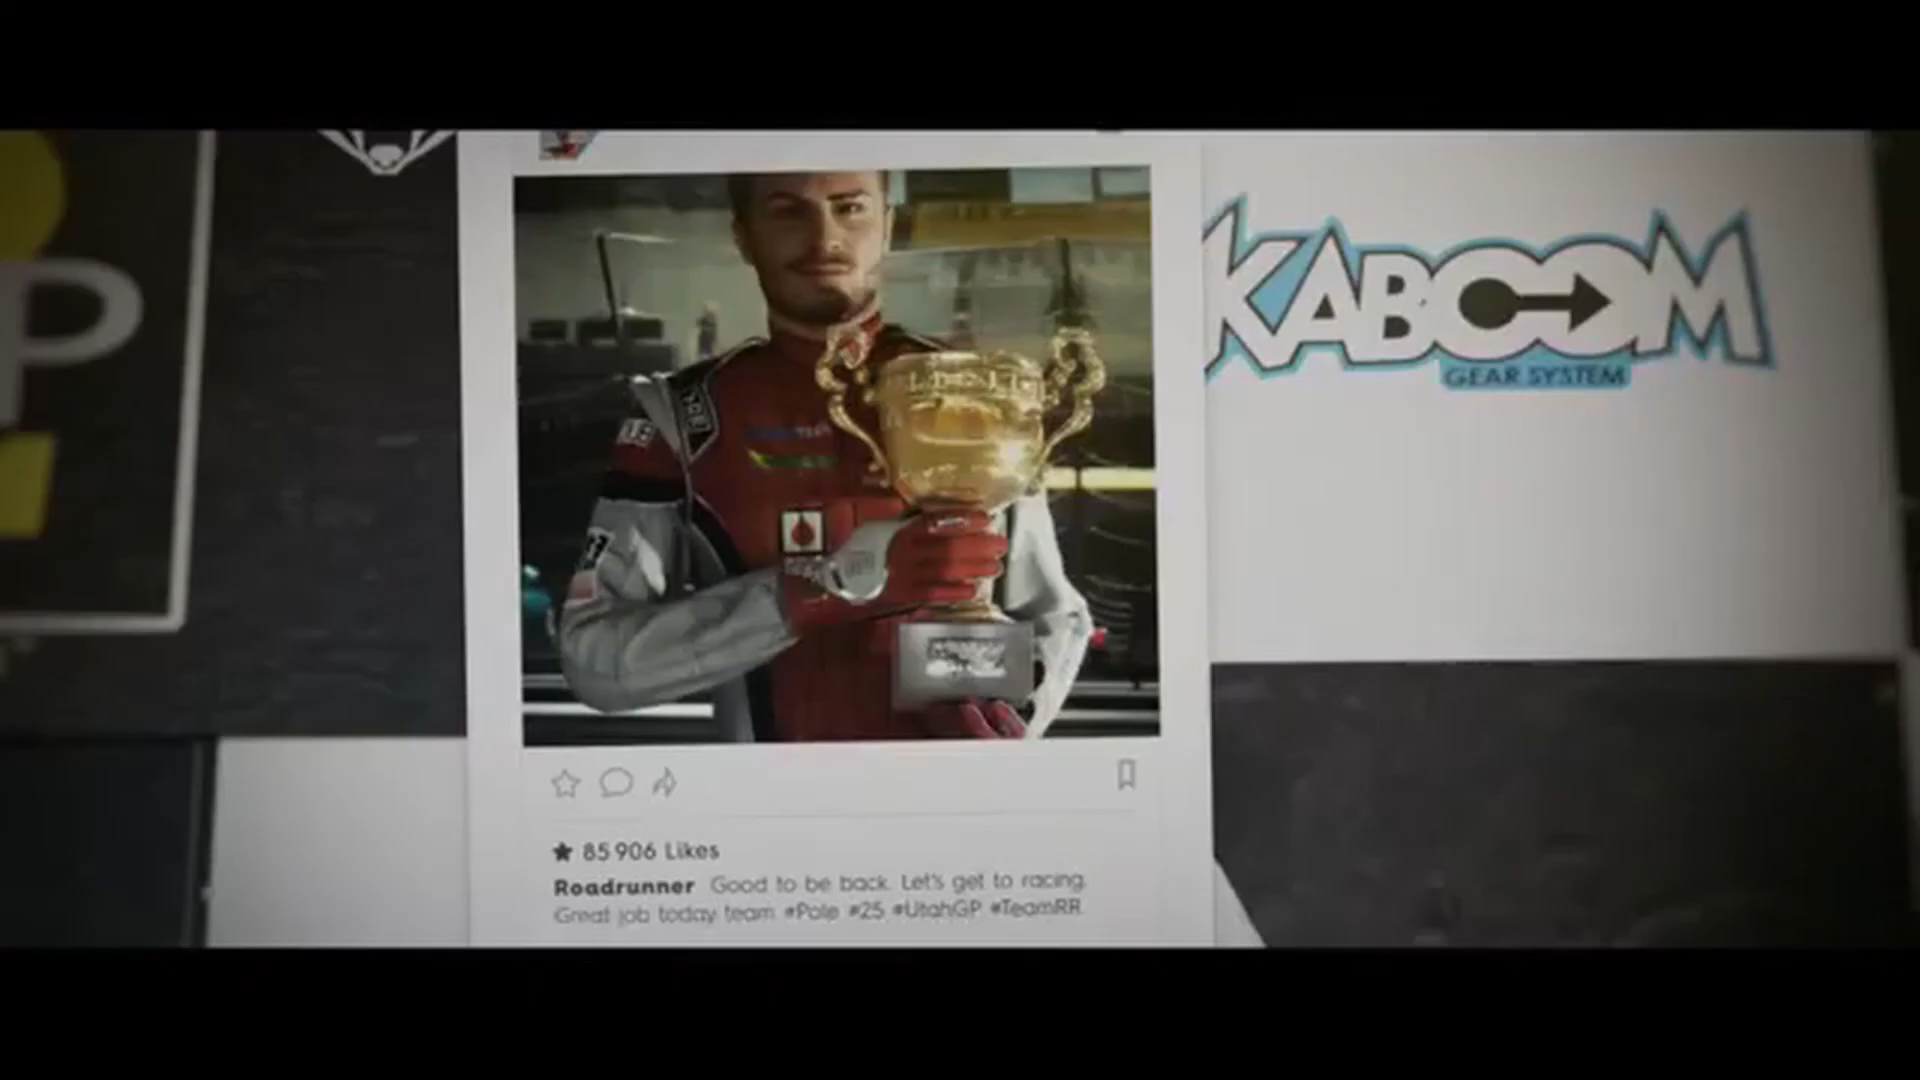 P
KABOOM
GEAR SYSTEM
85 906 Likes
Roadrunner Good to be back. Let's get to racing.
Great job today team #Pole #25 #UtahGP #TeamRR